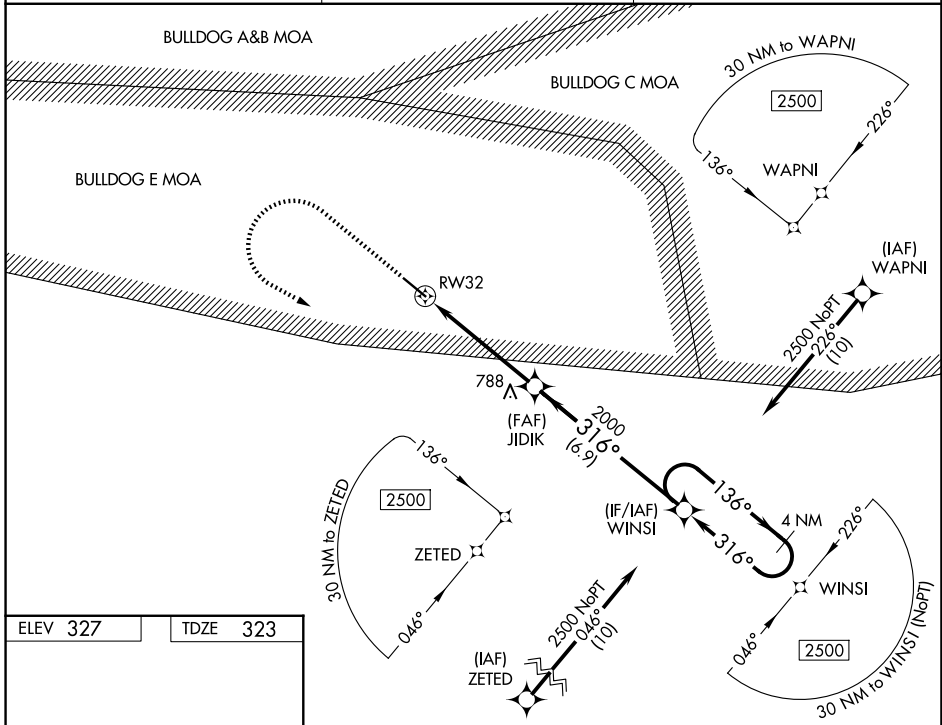 BULLDOG A&B MOA
BULLDOG C MOA
30 NM to WAPNI
2500
226°
136°
WAPNI
BULLDOG E MOA
(IAF)
WAPNI
RW32
2500 NoPT
226°
(10)
788
(FAF)
JIDIK
2000
316°
(6.9)
136°
2500
30 NM to ZETED
ZETED
046°
(IF/IAF)
WINSI
136°
4 NM
316°
226°
WINSI
046°
2500
30 NM to WINSI (NoPT)
2500 NoPT
046°
(10)
(IAF)
ZETED
ELEV 327
TDZE 323